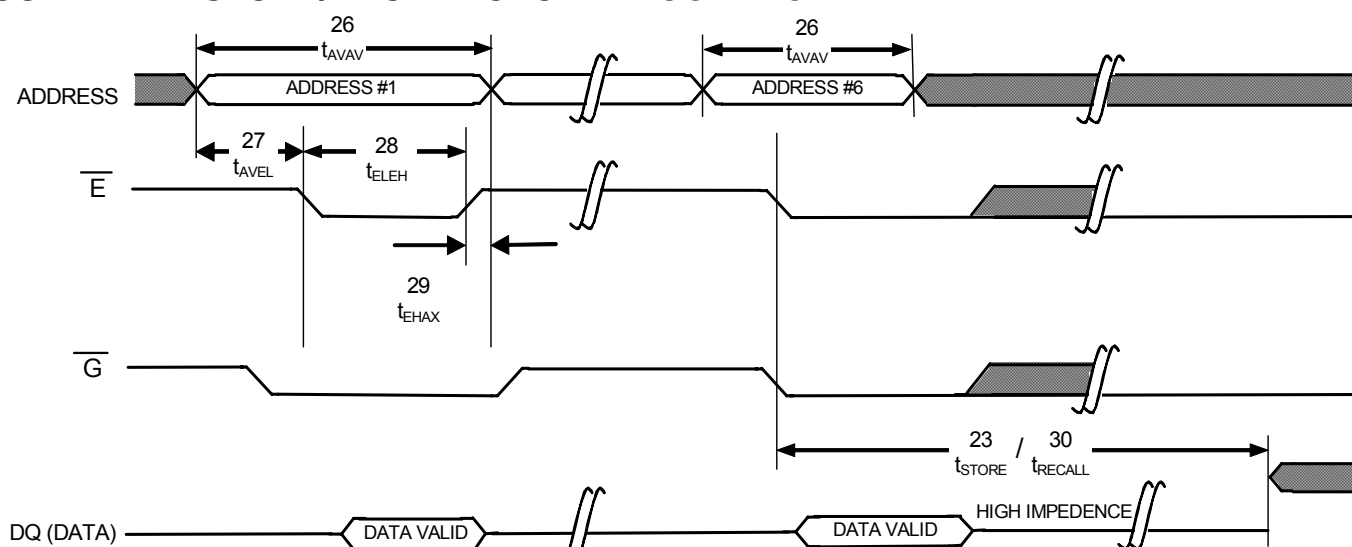 26
tAVAV
26
tAVAV
ADDRESS
ADDRESS #1
ADDRESS #6
27
tAVEL
28
tELEH
E
29
tEHAX
G
23 / 30
tSTORE tRECALL
DQ (DATA)
DATA VALID
DATA VALID
HIGH IMPEDENCE